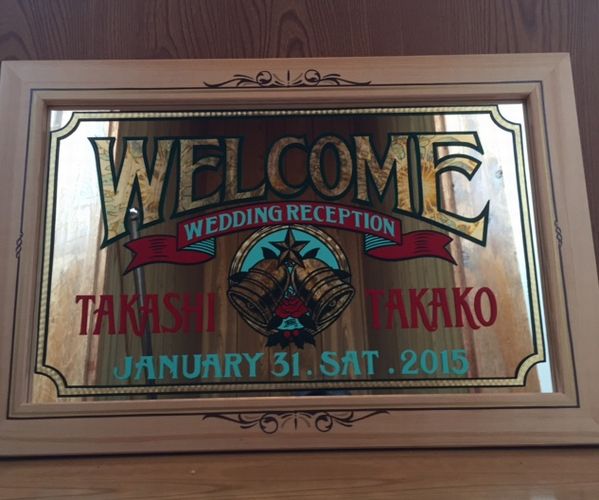 WELCOME
WEDDING RECEPTION
TAKASHI TAKAKO
JANUARY 31. SAT. 2015